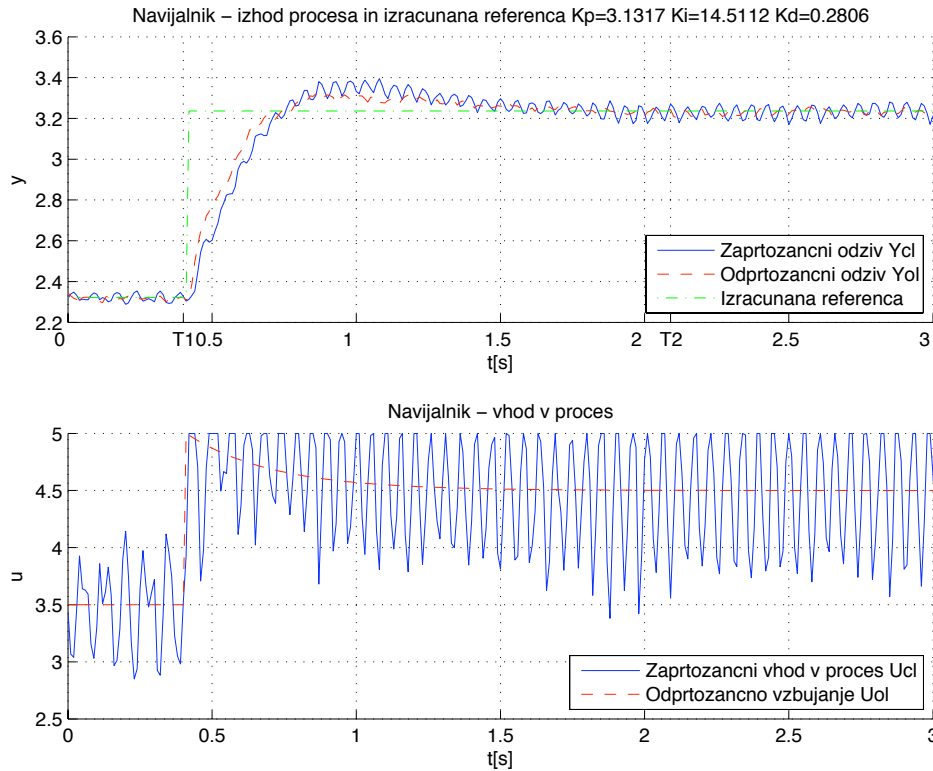 Navijalnik – izhod procesa in izracunana referenca Kp=3.1317 Ki=14.5112 Kd=0.2806
3.6
3.4
3.2
3
2.8
2.6
2.4
2.2
y
0 T1 0.5 1 1.5 2 T2 2.5 3
t[s]
Zaprtozancni odziv Ycl
Odprtozancni odziv Yol
Izracunana referenca
Navijalnik – vhod v proces
5
4.5
4
3.5
3
2.5
u
0 0.5 1 1.5 2 2.5 3
t[s]
Zaprtozancni vhod v proces Ucl
Odprtozancno vzbujanje Uol